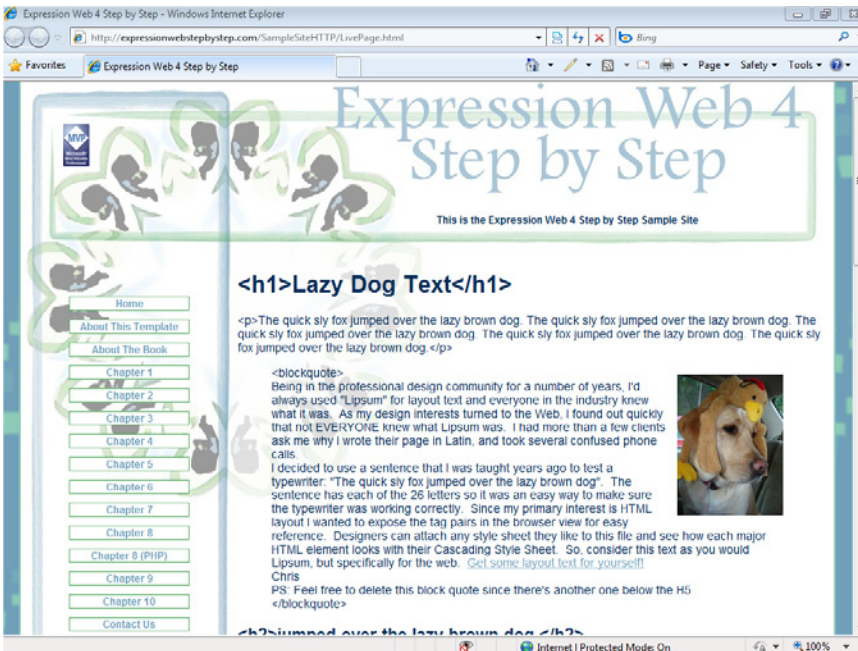 Expression Web 4 Step by Step - Windows Internet Explorer
http://expressionwebstepbystep.com/SampleSiteHTTP/LivePage.html
Bing
Favorites
Expression Web 4 Step by Step
Page
Safety
Tools
Expression Web 4
Step by Step
MVP
Microsoft
Most Valuable
Professional
This is the Expression Web 4 Step by Step Sample Site
Home
About This Template
About The Book
Chapter 1
Chapter 2
Chapter 3
Chapter 4
Chapter 5
Chapter 6
Chapter 7
Chapter 8
Chapter 8 (PHP)
Chapter 9
Chapter 10
Contact Us
<h1>Lazy Dog Text</h1>
<p>The quick sly fox jumped over the lazy brown dog. The quick sly fox jumped over the lazy brown dog. The
quick sly fox jumped over the lazy brown dog. The quick sly fox jumped over the lazy brown dog. The quick sly
fox jumped over the lazy brown dog.</p>
<blockquote>
Being in the professional design community for a number of years, I'd
always used "Lipsum" for layout text and everyone in the industry knew
what it was. As my design interests turned to the Web, I found out quickly
that not EVERYONE knew what Lipsum was. I had more than a few clients
ask me why I wrote their page in Latin, and took several confused phone
calls.
I decided to use a sentence that I was taught years ago to test a
typewriter: "The quick sly fox jumped over the lazy brown dog". The
sentence has each of the 26 letters so it was an easy way to make sure
the typewriter was working correctly. Since my primary interest is HTML
layout I wanted to expose the tag pairs in the browser view for easy
reference. Designers can attach any style sheet they like to this file and see how each major
HTML element looks with their Cascading Style Sheet. So, consider this text as you would
Lipsum, but specifically for the web. Get some layout text for yourself!
Chris
PS: Feel free to delete this block quote since there's another one below the H5
</blockquote>
<h2>jumped over the lazy brown dog.</h2>
Internet | Protected Mode: On
100%